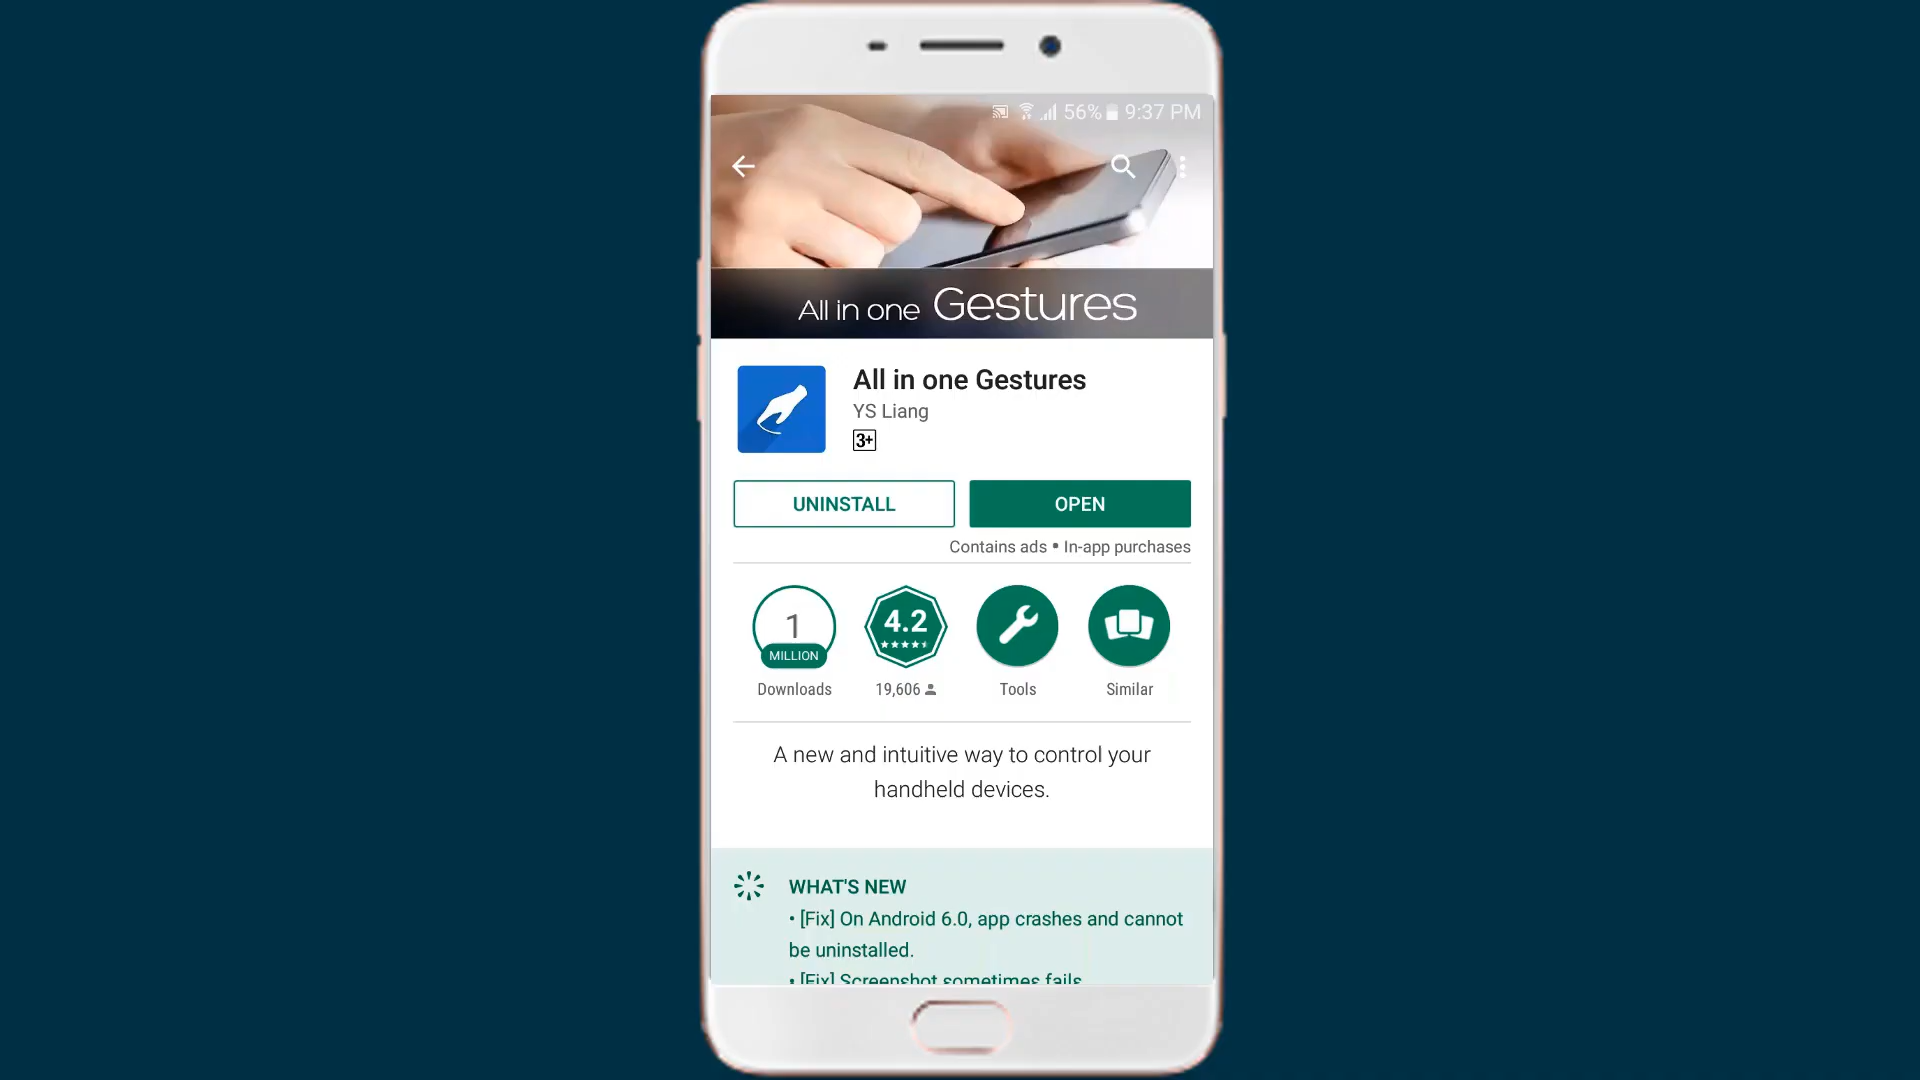 56% 9:37 PM
All in one Gestures
All in one Gestures
YS Liang
3+
UNINSTALL
OPEN
Contains ads • In-app purchases
1
MILLION
Downloads
4.2
19,606
Tools
Similar
A new and intuitive way to control your
handheld devices.
WHAT'S NEW
• [Fix] On Android 6.0, app crashes and cannot
be uninstalled.
• [Fix] Screenshot sometimes fails